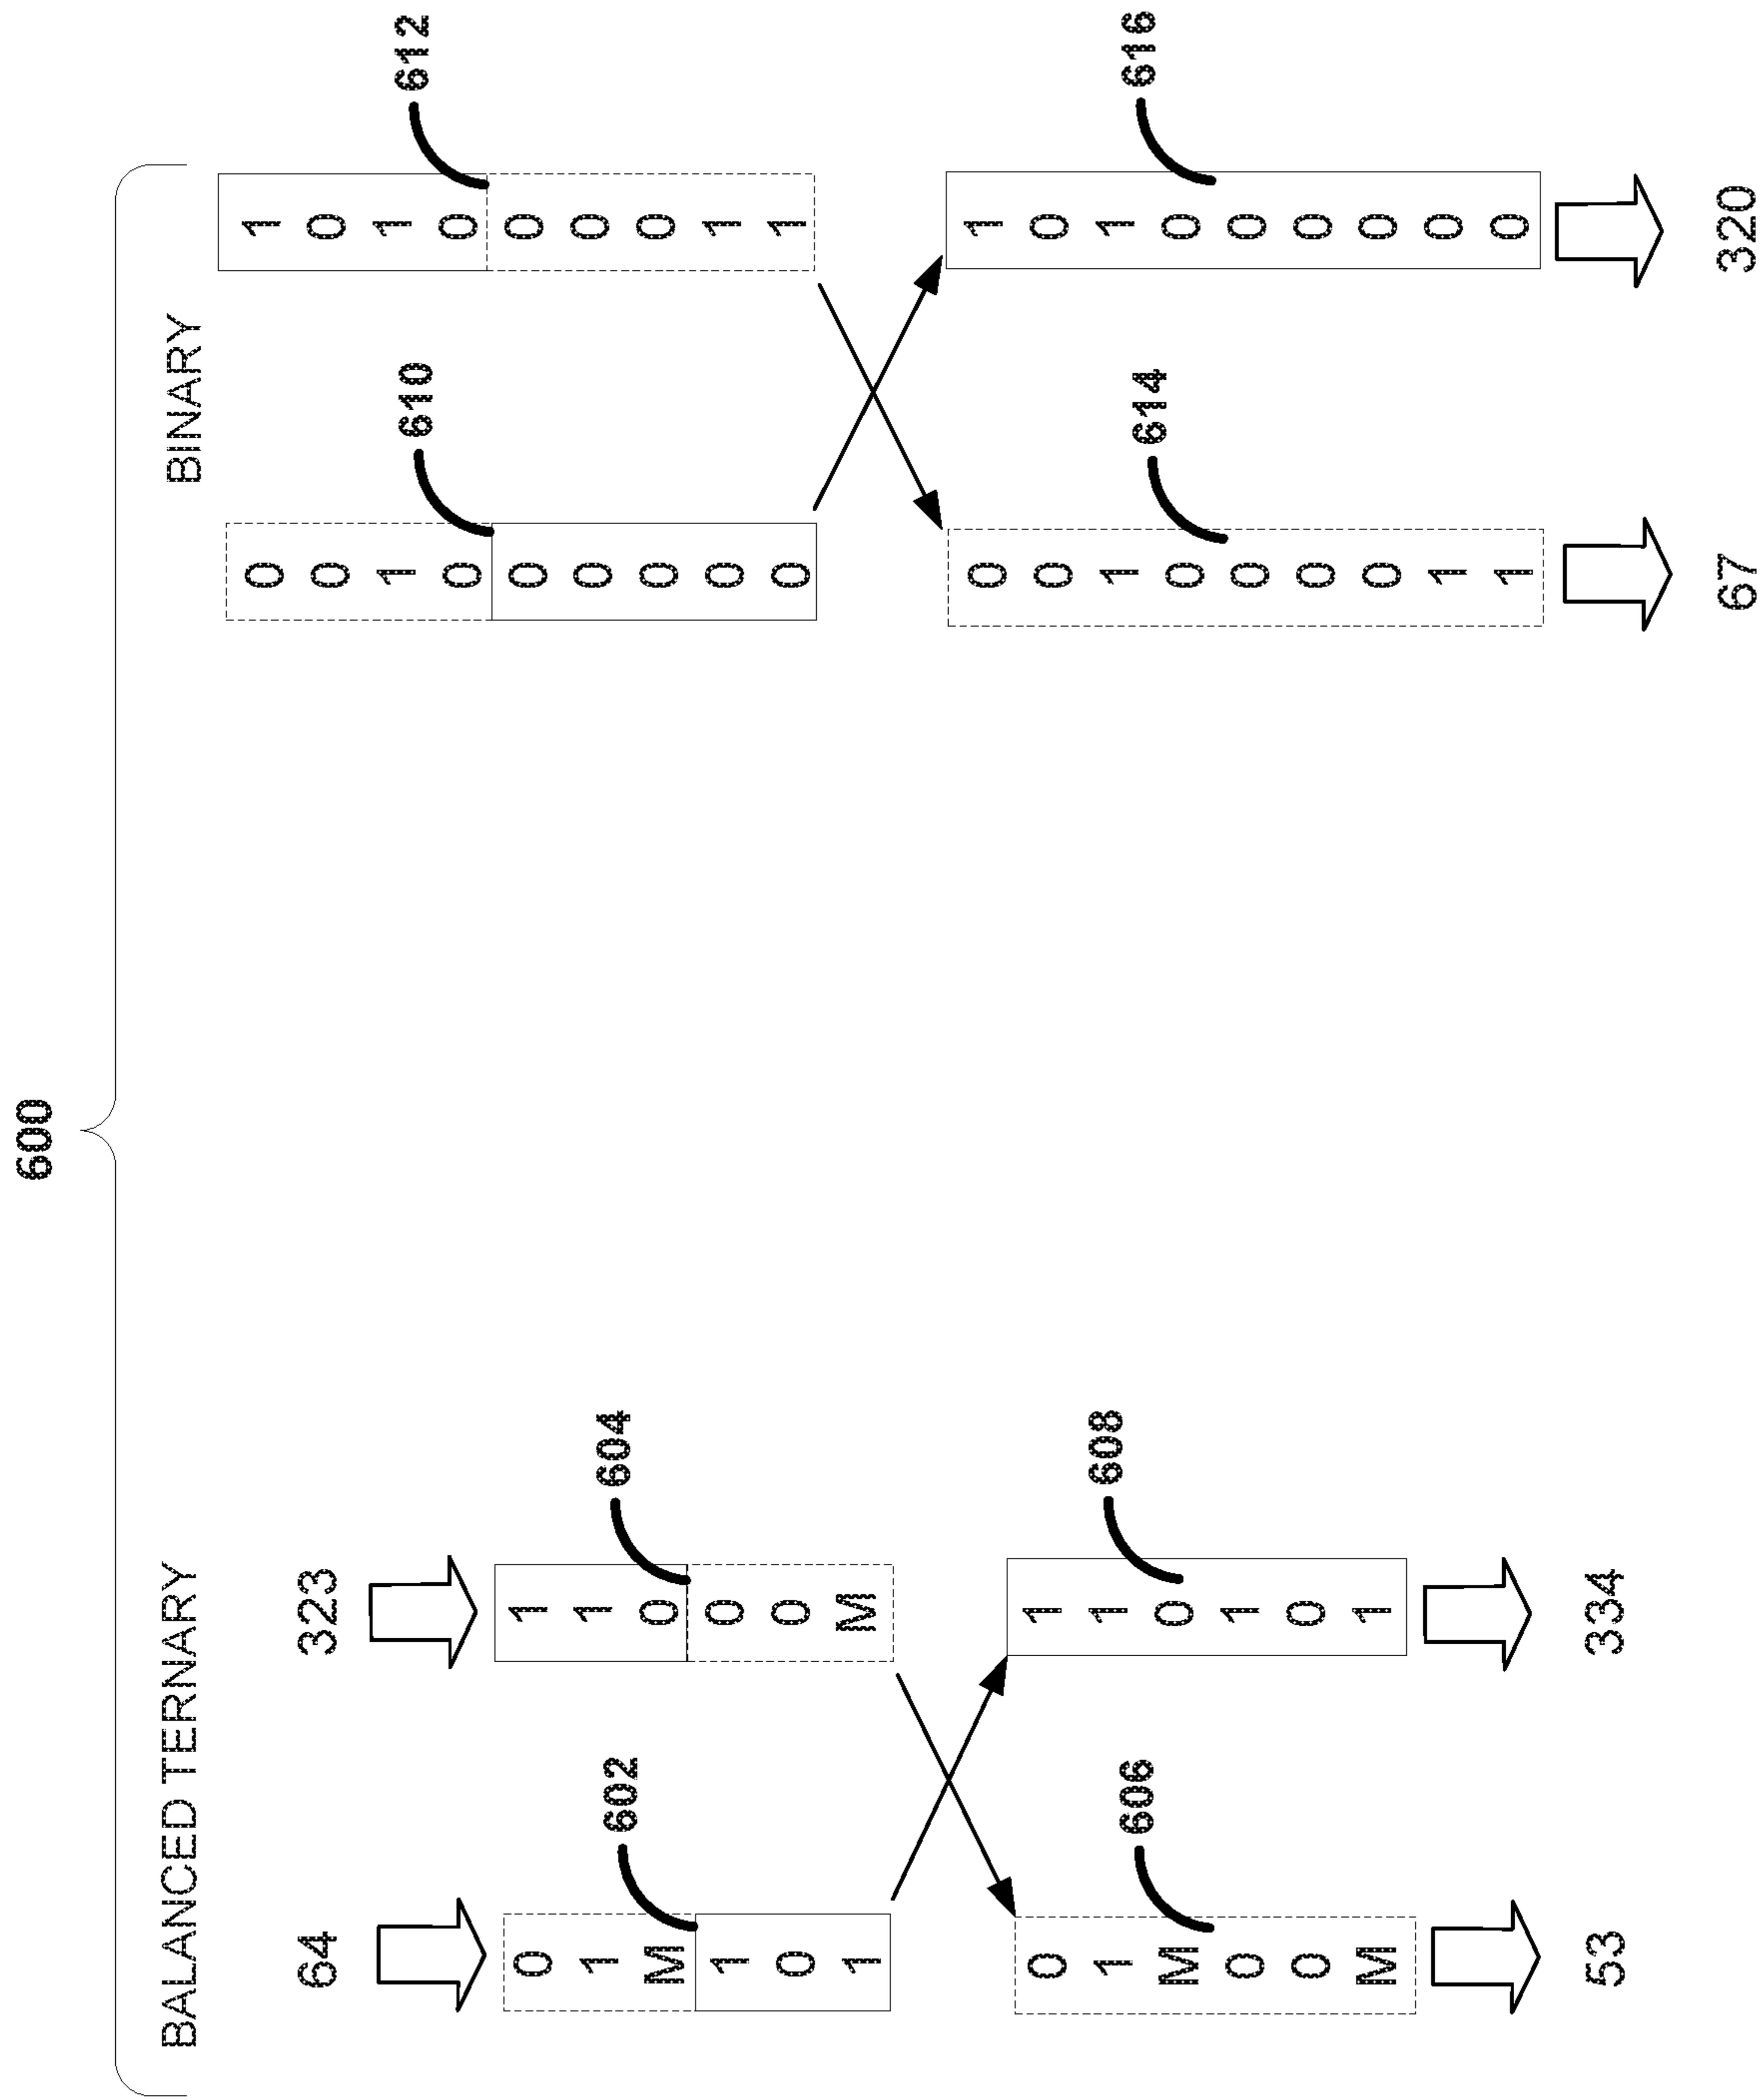 600
BALANCED TERNARY
BINARY
64
323
602
0 1 M 1 0 1
604
1 1 0 0 0 M
610
0 0 1 0 0 0 0 0 0
612
1 0 1 0 0 0 0 1 1
606
0 1 M 0 0 M
608
1 1 0 1 0 1
614
0 0 1 0 0 0 0 1 1
616
1 0 1 0 0 0 0 0 0
53
334
67
320